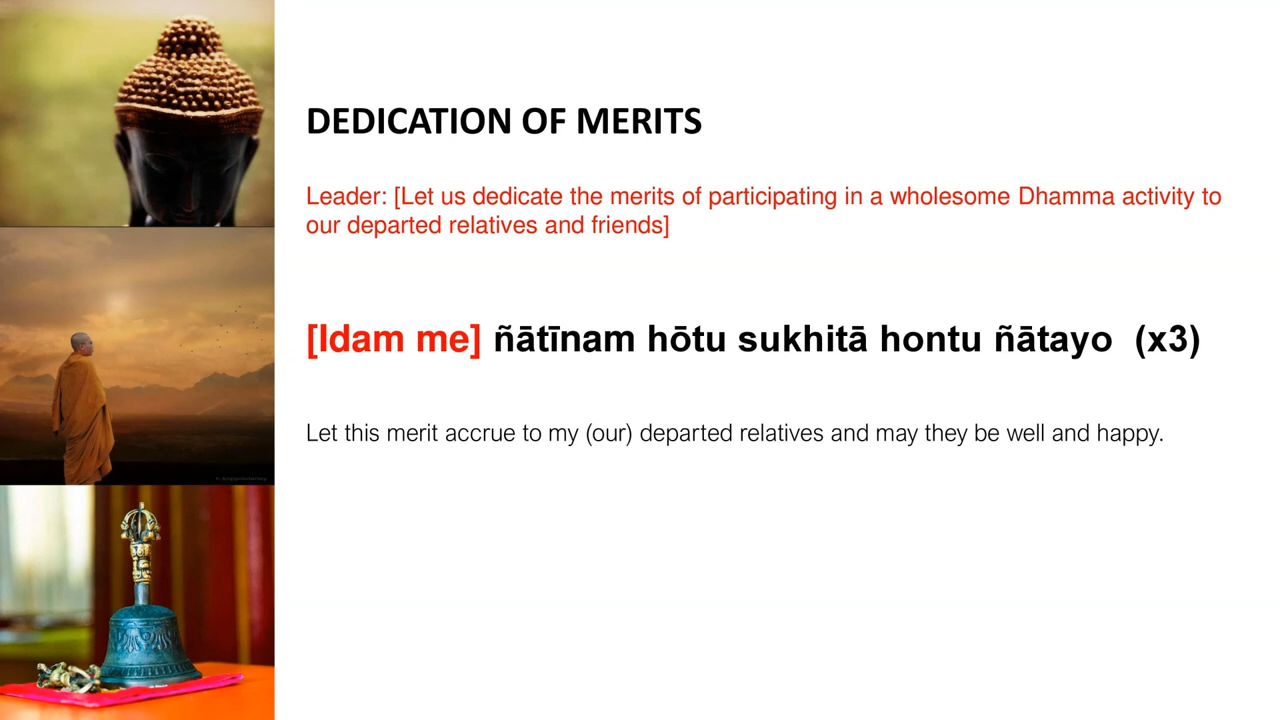 DEDICATION OF MERITS
Leader: [Let us dedicate the merits of participating in a wholesome Dhamma activity to
our departed relatives and friends]
[Idam me] ñātīnam hōtu sukhitā hontu ñātayo (x3)
Let this merit accrue to my (our) departed relatives and may they be well and happy.